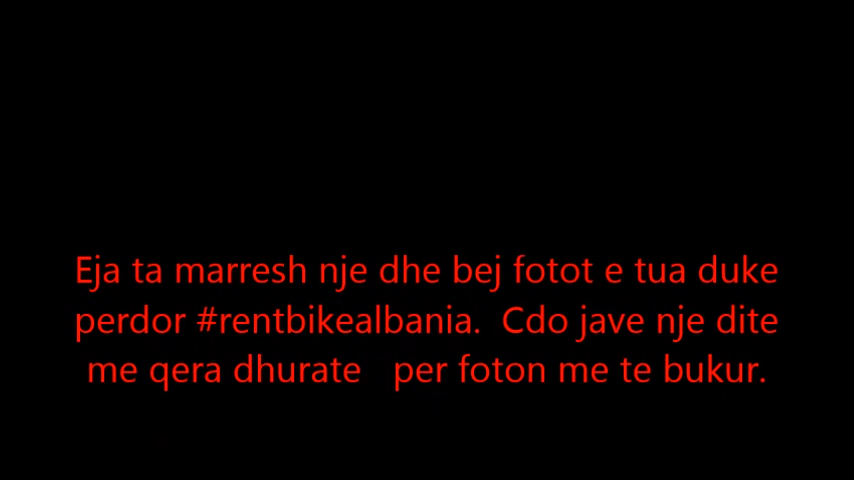 Eja ta marresh nje dhe bej fotot e tua duke
perdor #rentbikealbania. Cdo jave nje dite
me qera dhurate per foton me te bukur.